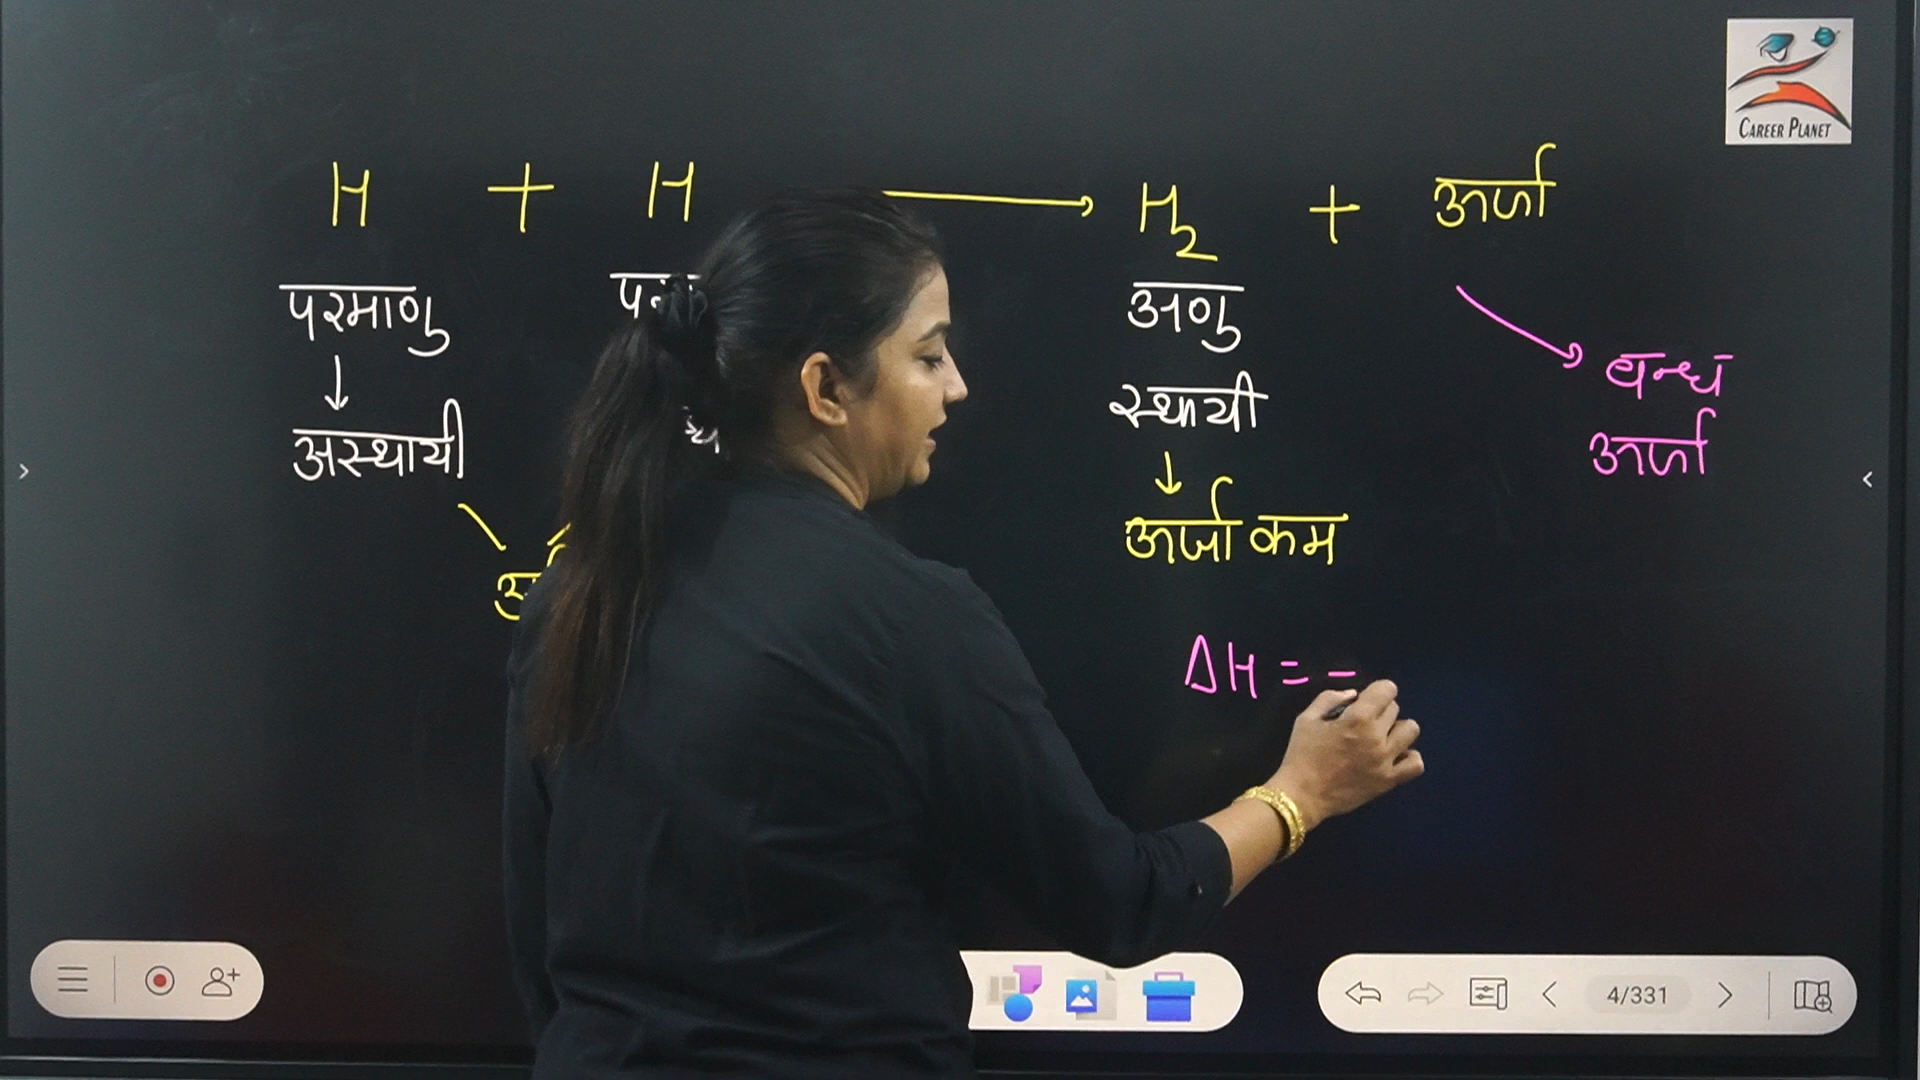 CAREER PLANET
H + H → H₂ + ऊर्जा
परमाणु अणु
बन्ध
↓ स्थायी
अस्थायी ↓ ऊर्जा
ऊर्जा कम
ΔH = -
4/331